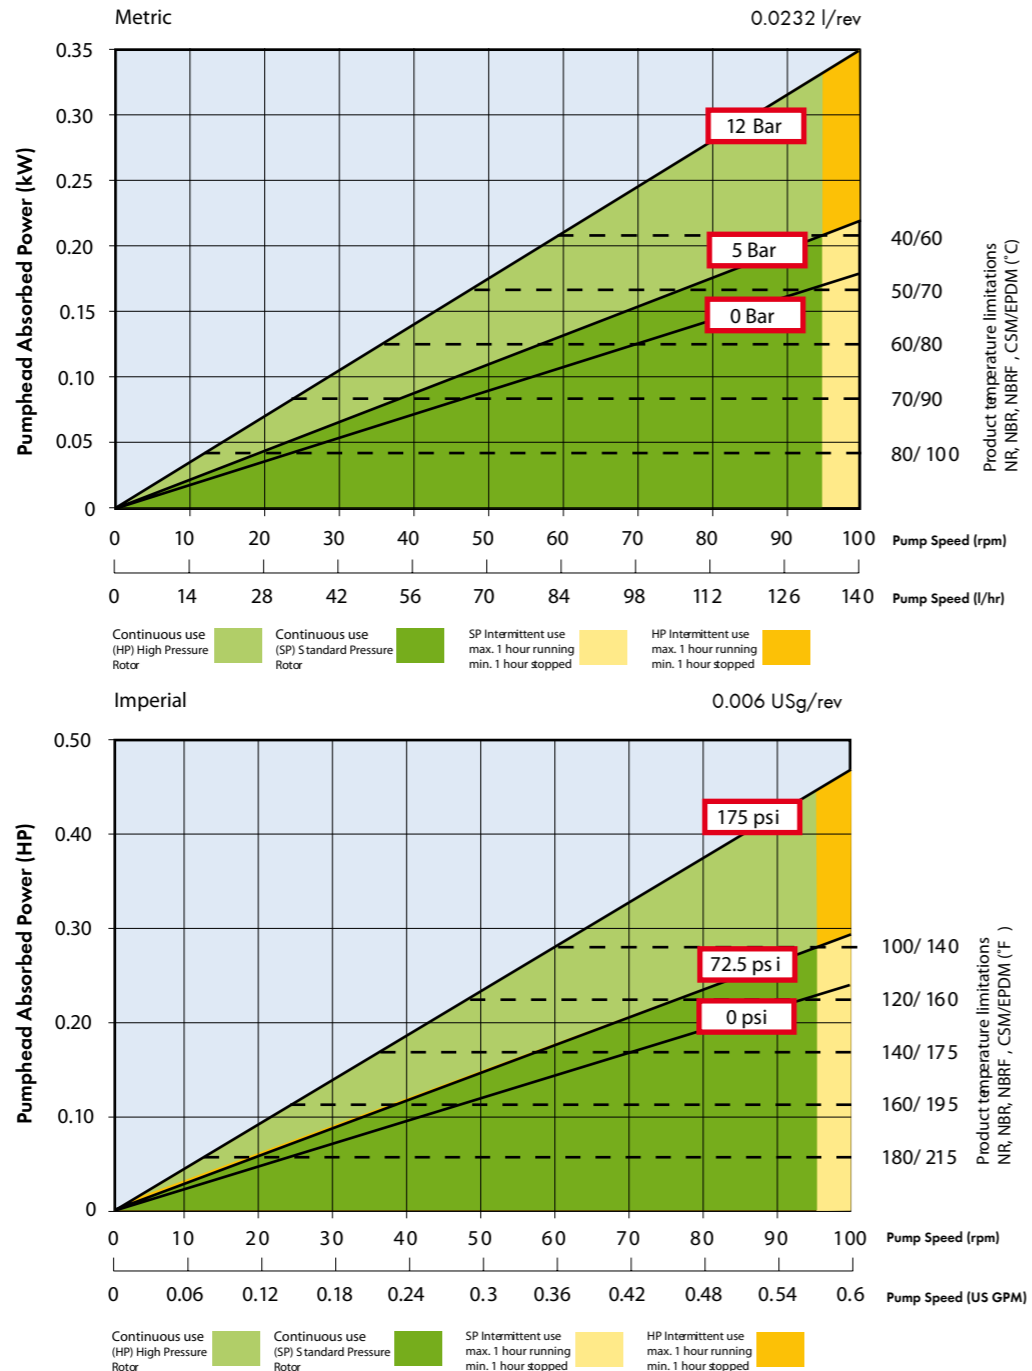 Metric 0.0232 l/rev
0.35
0.30
12 Bar
0.25
0.20
5 Bar
40/60
50/70
0.15
0 Bar
60/80
0.10
70/90
0.05
80/ 100
0
Pumphead Absorbed Power (kW)
Product temperature limitations
NR, NBR, NBRF , CSM/EPDM (˚C)
0 10 20 30 40 50 60 70 80 90 100 Pump Speed (rpm)
0 14 28 42 56 70 84 98 112 126 140 Pump Speed (l/hr)
Continuous use
(HP) High Pressure
Rotor
Continuous use
(SP) Standard Pressure
Rotor
SP Intermittent use
max. 1 hour running
min. 1 hour stopped
HP Intermittent use
max. 1 hour running
min. 1 hour stopped
Imperial 0.006 USg/rev
0.50
175 psi
0.40
0.30
100/ 140
72.5 psi
120/ 160
0.20
0 psi
140/ 175
0.10
160/ 195
180/ 215
0
Pumphead Absorbed Power (HP)
Product temperature limitations
NR, NBR, NBRF , CSM/EPDM (˚F )
0 10 20 30 40 50 60 70 80 90 100 Pump Speed (rpm)
0 0.06 0.12 0.18 0.24 0.3 0.36 0.42 0.48 0.54 0.6 Pump Speed (US GPM)
Continuous use
(HP) High Pressure
Rotor
Continuous use
(SP) Standard Pressure
Rotor
SP Intermittent use
max. 1 hour running
min. 1 hour stopped
HP Intermittent use
max. 1 hour running
min. 1 hour stopped